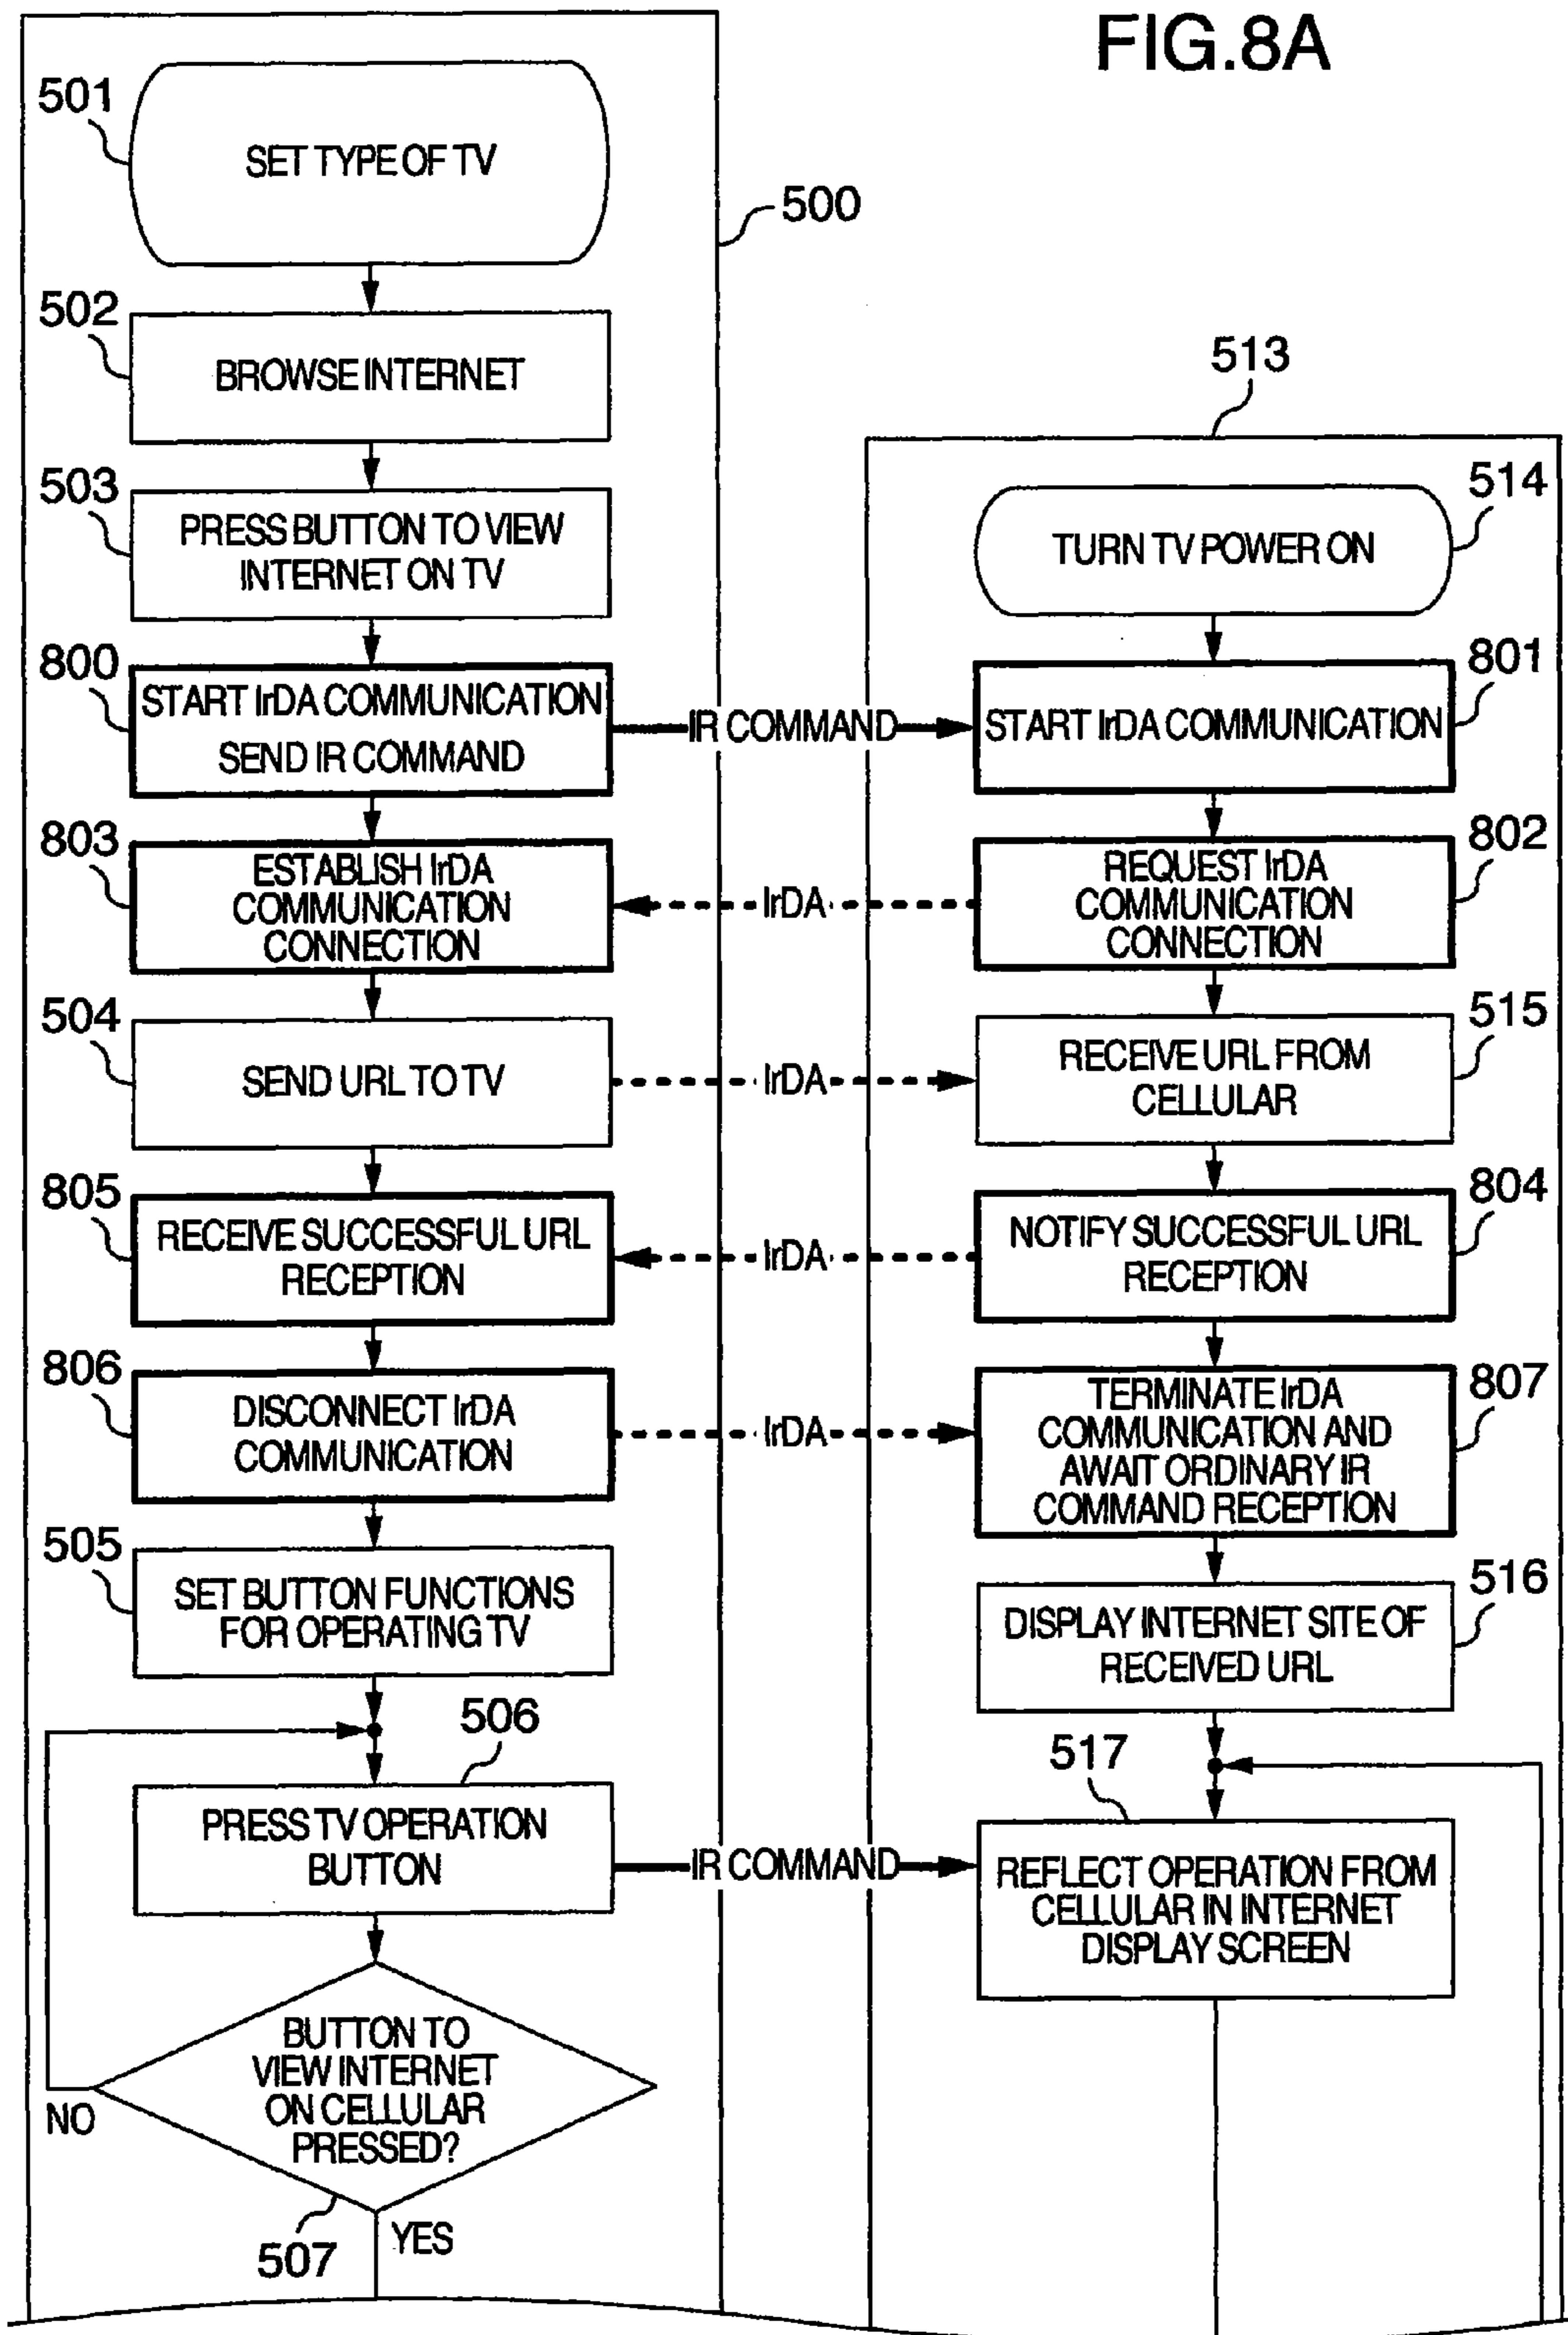 FIG.8A
501
SET TYPE OF TV
500
502
BROWSE INTERNET
503
PRESS BUTTON TO VIEW
INTERNET ON TV
513
514
TURN TV POWER ON
800
START IrDA COMMUNICATION
SEND IR COMMAND
IR COMMAND
801
START IrDA COMMUNICATION
803
ESTABLISH IrDA
COMMUNICATION
CONNECTION
IrDA
802
REQUEST IrDA
COMMUNICATION
CONNECTION
504
SEND URL TO TV
IrDA
515
RECEIVE URL FROM
CELLULAR
805
RECEIVE SUCCESSFUL URL
RECEPTION
IrDA
804
NOTIFY SUCCESSFUL URL
RECEPTION
806
DISCONNECT IrDA
COMMUNICATION
IrDA
807
TERMINATE IrDA
COMMUNICATION AND
AWAIT ORDINARY IR
COMMAND RECEPTION
505
SET BUTTON FUNCTIONS
FOR OPERATING TV
516
DISPLAY INTERNET SITE OF
RECEIVED URL
506
PRESS TV OPERATION
BUTTON
IR COMMAND
517
REFLECT OPERATION FROM
CELLULAR IN INTERNET
DISPLAY SCREEN
BUTTON TO
VIEW INTERNET
ON CELLULAR
PRESSED?
NO
507
YES